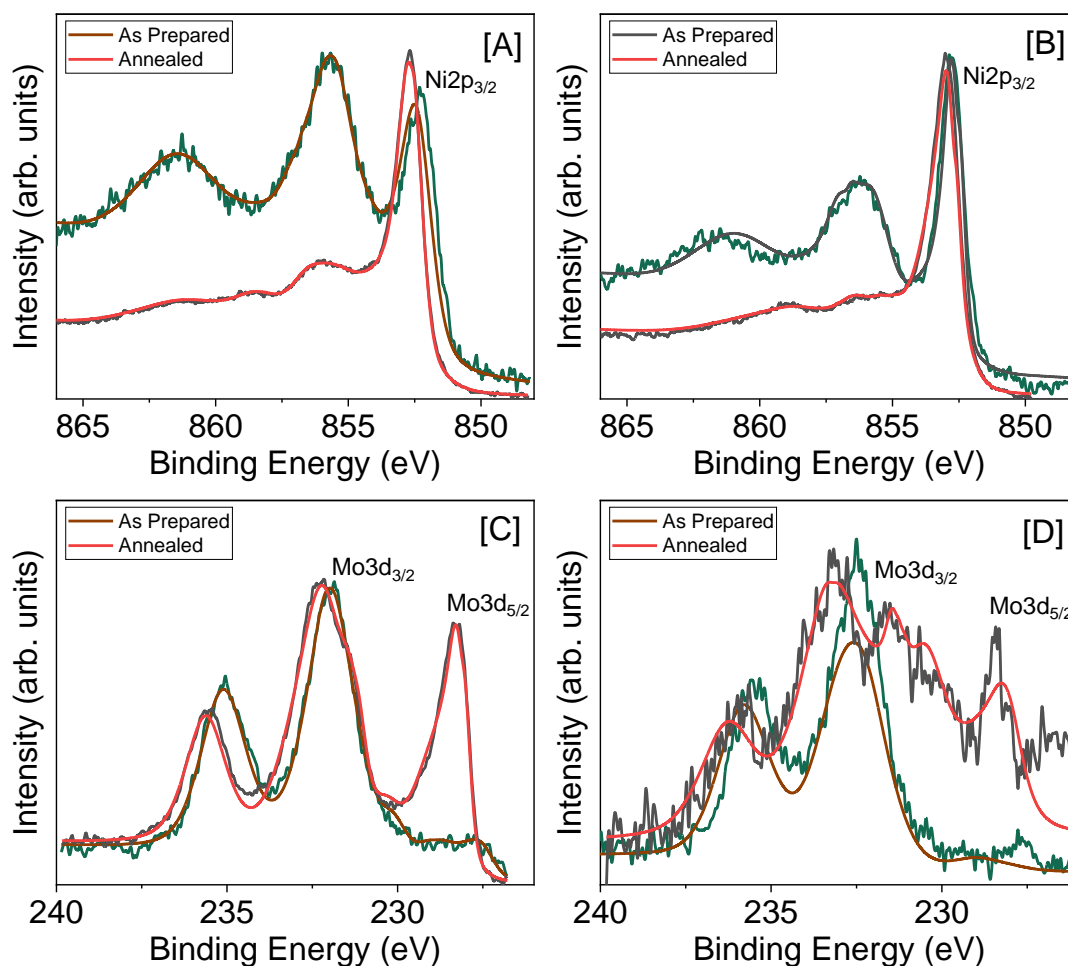 As Prepared
Annealed
[A]
Ni2p3/2
Intensity (arb. units)
865 860 855 850
Binding Energy (eV)
As Prepared
Annealed
[B]
Ni2p3/2
Intensity (arb. units)
865 860 855 850
Binding Energy (eV)
As Prepared
Annealed
[C]
Mo3d3/2
Mo3d5/2
Intensity (arb. units)
240 235 230
Binding Energy (eV)
As Prepared
Annealed
[D]
Mo3d3/2
Mo3d5/2
Intensity (arb. units)
240 235 230
Binding Energy (eV)